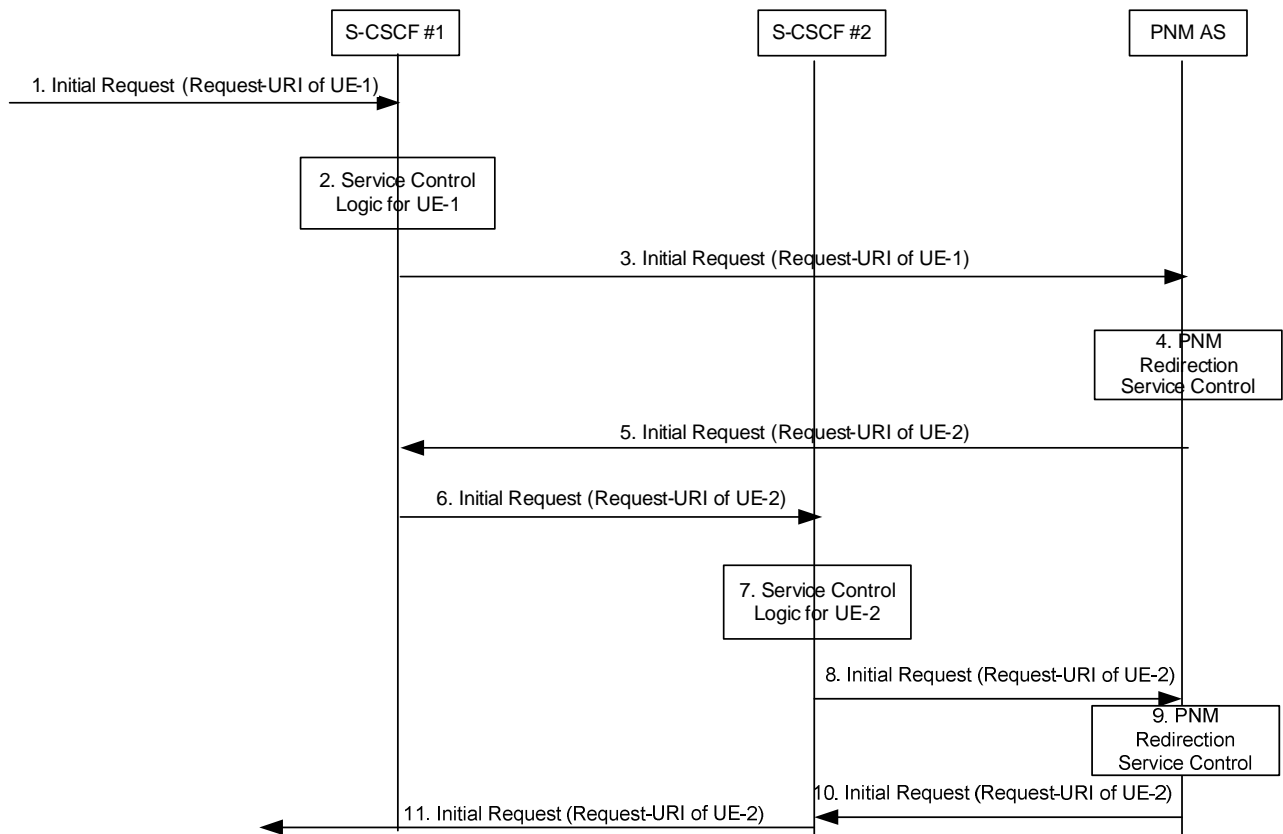 S-CSCF #1
S-CSCF #2
PNM AS
1. Initial Request (Request-URI of UE-1)
2. Service Control
Logic for UE-1
3. Initial Request (Request-URI of UE-1)
4. PNM
Redirection
Service Control
5. Initial Request (Request-URI of UE-2)
6. Initial Request (Request-URI of UE-2)
7. Service Control
Logic for UE-2
8. Initial Request (Request-URI of UE-2)
9. PNM
Redirection
Service Control
10. Initial Request (Request-URI of UE-2)
11. Initial Request (Request-URI of UE-2)